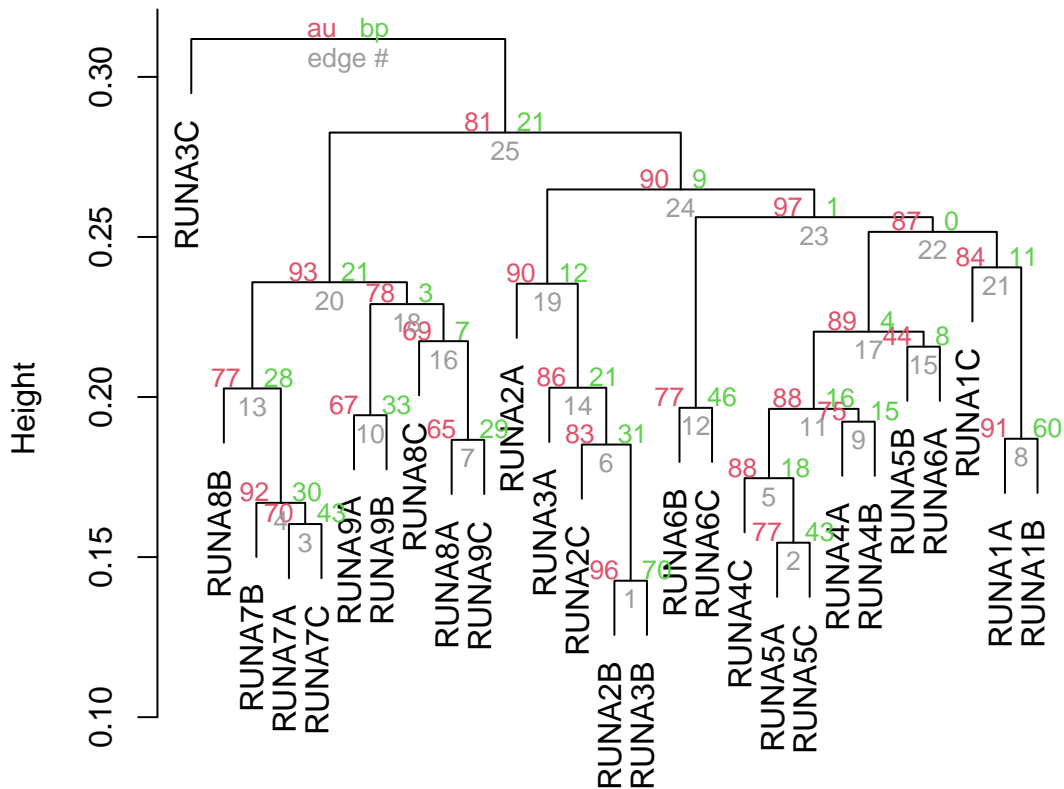 au bp
edge #
0.30
0.25
0.20
0.15
0.10
Height
81 21
25
90 9
24
97 1
23
87 0
22
84 11
21
93 21
20
90 12
19
78 3
18
89 4
17
69 7
16
44 8
15
86 21
14
77 28
13
77 46
12
88 16
11
67 33
10
75 15
9
91 60
8
65 29
7
83 31
6
88 18
5
92 30
4
70 43
3
77 43
2
96 70
1
RUNA3C
RUNA8B
RUNA7B
RUNA7A
RUNA7C
RUNA9A
RUNA9B
RUNA8C
RUNA8A
RUNA9C
RUNA2A
RUNA3A
RUNA2C
RUNA2B
RUNA3B
RUNA6B
RUNA6C
RUNA4C
RUNA5A
RUNA5C
RUNA4A
RUNA4B
RUNA5B
RUNA6A
RUNA1C
RUNA1A
RUNA1B